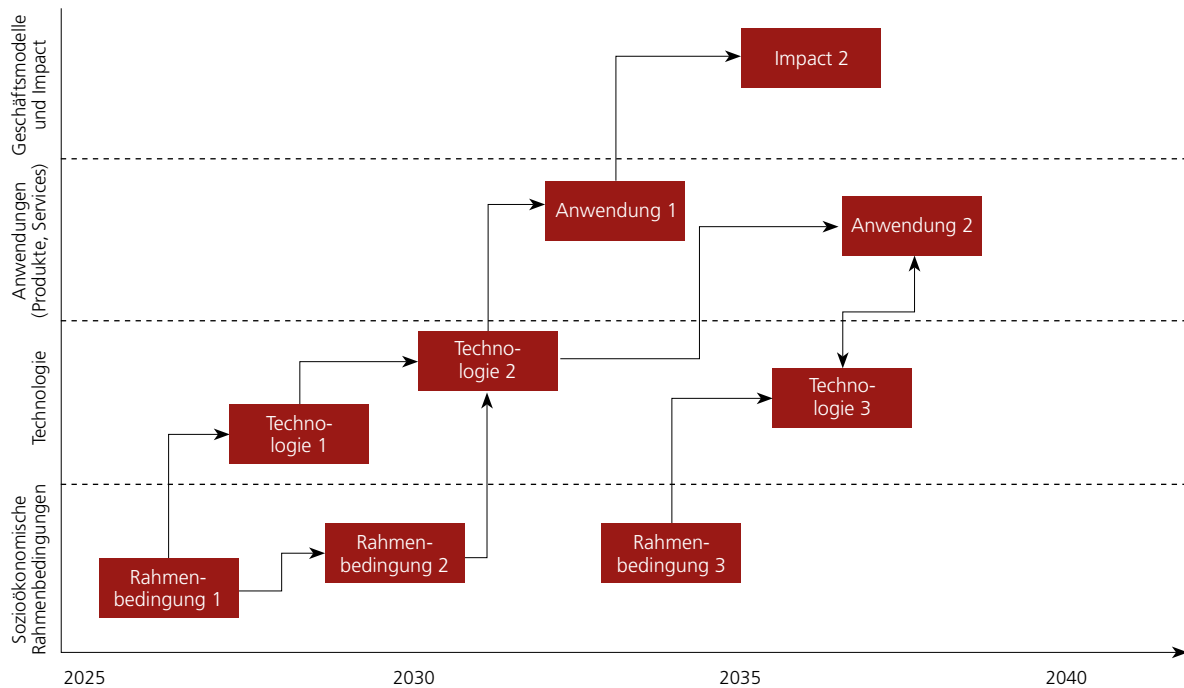 Geschäftsmodelle
und Impact
Impact 2
Anwendungen
(Produkte, Services)
Anwendung 1
Anwendung 2
Technologie
Techno-
logie 1
Techno-
logie 2
Techno-
logie 3
Sozioökonomische
Rahmenbedingungen
Rahmen-
bedingung 1
Rahmen-
bedingung 2
Rahmen-
bedingung 3
2025
2030
2035
2040